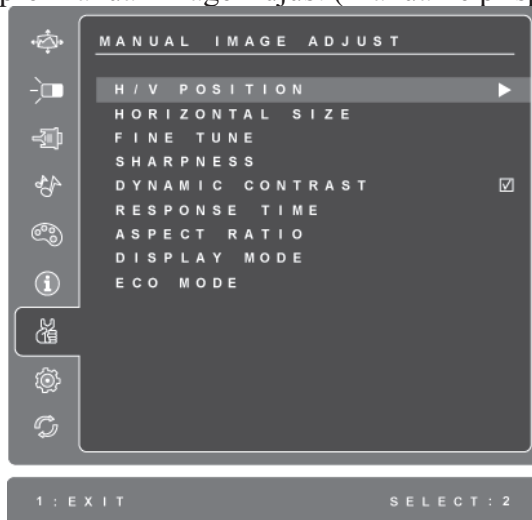 MANUAL IMAGE ADJUST
H/V POSITION
HORIZONTAL SIZE
FINE TUNE
SHARPNESS
DYNAMIC CONTRAST
RESPONSE TIME
ASPECT RATIO
DISPLAY MODE
ECO MODE
1:EXIT SELECT:2